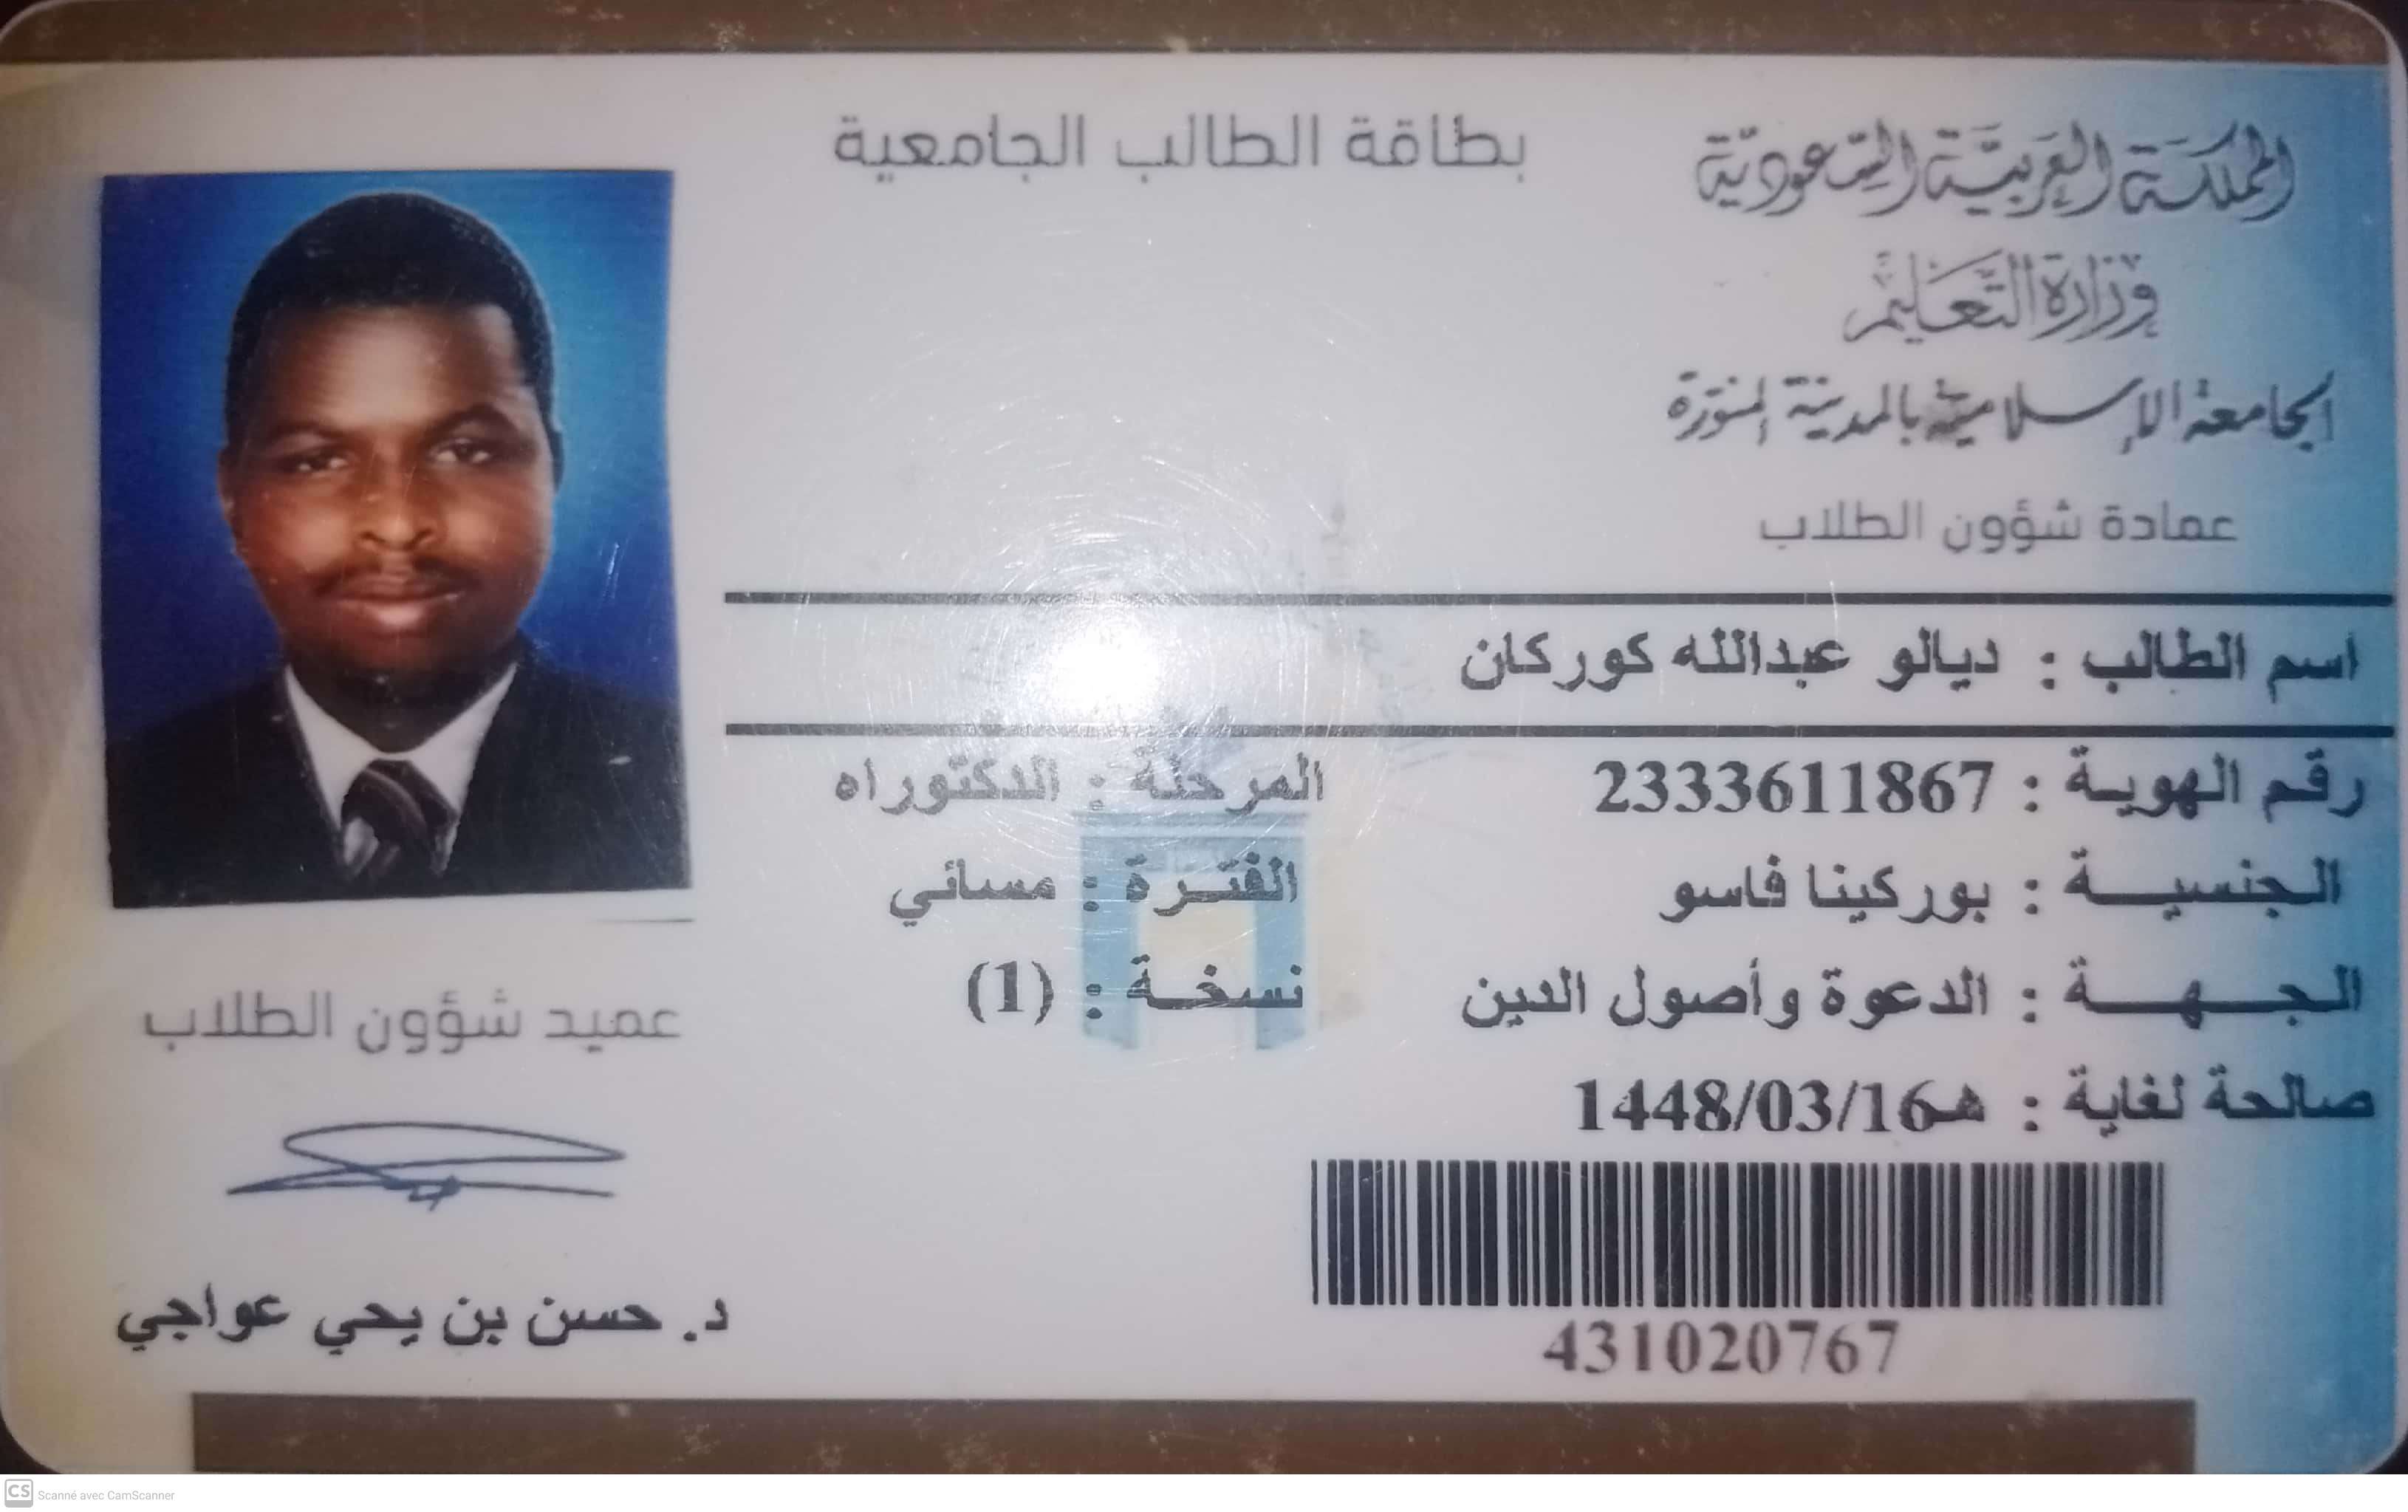 المملكة العربية السعودية
وزارة التعليم
الجامعة الإسلامية بالمدينة المنورة
عمادة شؤون الطلاب
بطاقة الطالب الجامعية
اسم الطالب : ديالو عبدالله كوركان
رقم الهوية : 2333611867
المرحلة : الدكتوراه
الجنسية : بوركينا فاسو
الفترة : مسائي
الجهة : الدعوة وأصول الدين
نسخة : (1)
صالحة لغاية : 1448/03/16هـ
431020767
عميد شؤون الطلاب
د. حسن بن يحي عواجي
CS Scanné avec CamScanner